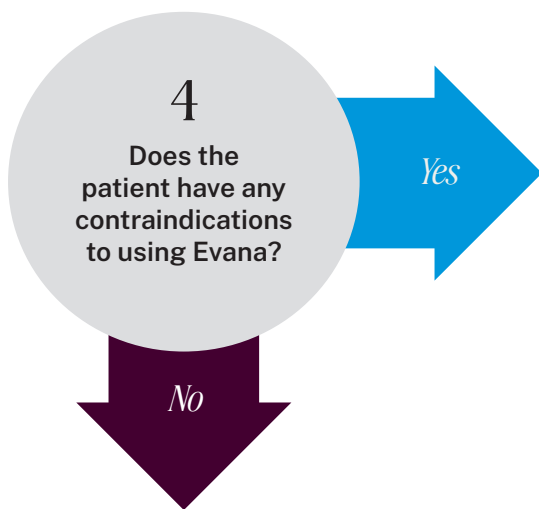 4
Does the
patient have any
contraindications
to using Evana?
Yes
No